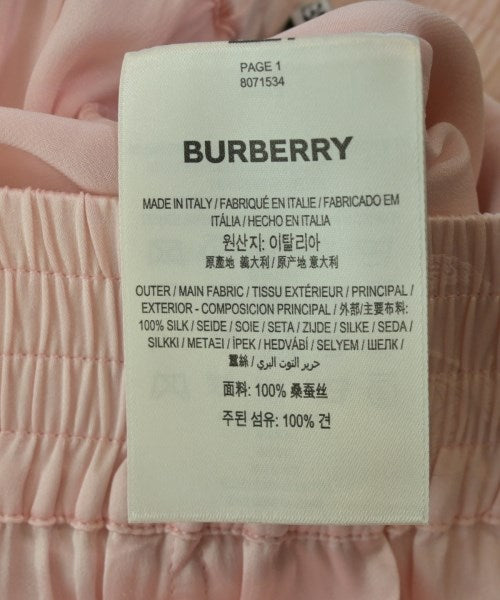 PAGE 1
8071534
BURBERRY
MADE IN ITALY / FABRIQUÉ EN ITALIE / FABRICADO EM
ITÁLIA / HECHO EN ITALIA
원산지: 이탈리아
原產地 義大利 / 原产地 意大利
OUTER / MAIN FABRIC / TISSU EXTÉRIEUR / PRINCIPAL /
EXTERIOR - COMPOSICION PRINCIPAL / 外部/主要布料:
100% SILK / SEIDE / SOIE / SETA / ZIJDE / SILKE / SEDA /
SILKKI / ΜΕΤΑΞΙ / İPEK / HEDVÁBÍ / SELYEM / ШЕЛК /
蠶絲 / حرير التوت البري
面料: 100% 桑蚕丝
주된 섬유: 100% 견